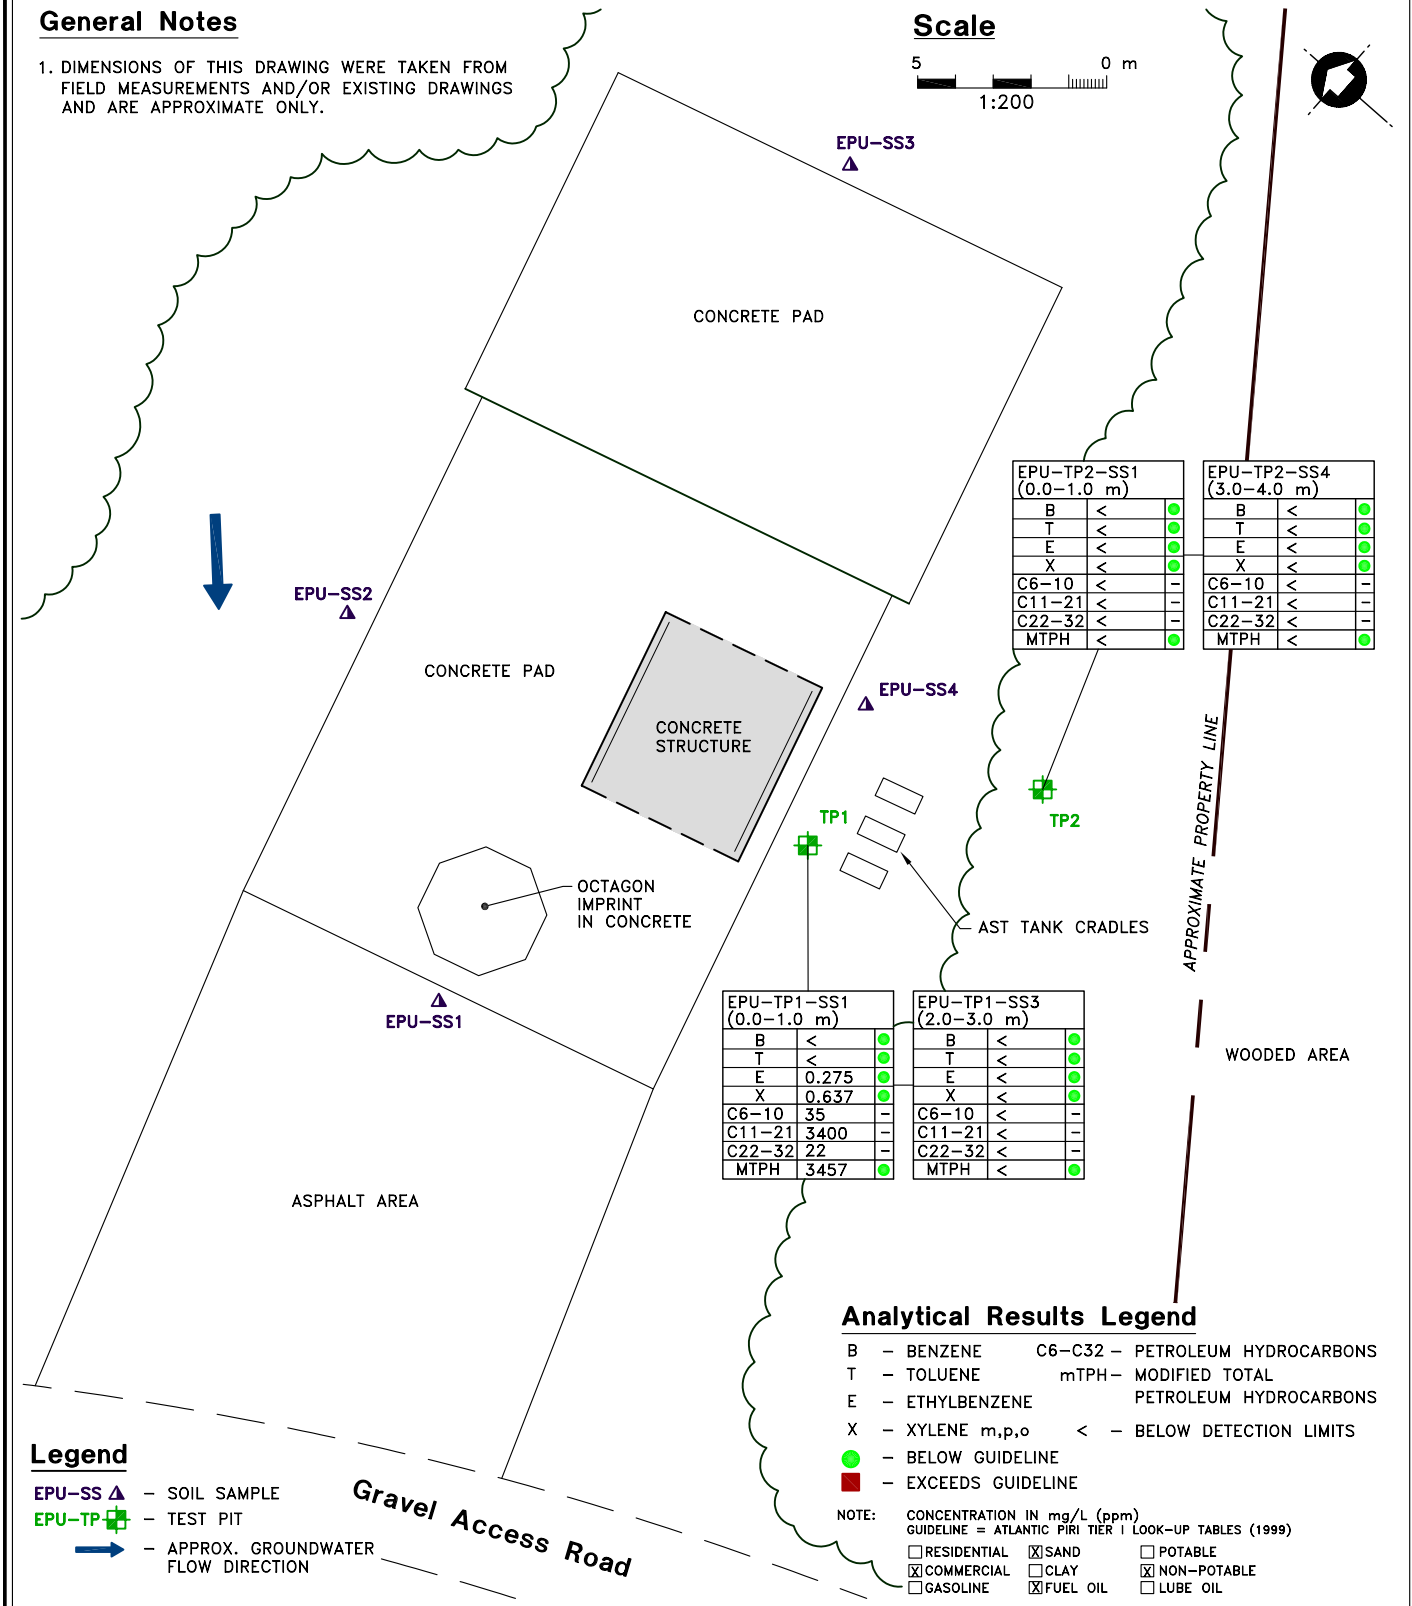 General Notes
1. DIMENSIONS OF THIS DRAWING WERE TAKEN FROM
FIELD MEASUREMENTS AND/OR EXISTING DRAWINGS
AND ARE APPROXIMATE ONLY.
Scale
5 0 m
1:200
EPU-SS3
CONCRETE PAD
EPU-TP2-SS1
(0.0-1.0 m)
B <
T <
E <
X <
C6-10 < -
C11-21 < -
C22-32 < -
MTPH <
EPU-TP2-SS4
(3.0-4.0 m)
B <
T <
E <
X <
C6-10 < -
C11-21 < -
C22-32 < -
MTPH <
EPU-SS2
CONCRETE PAD
EPU-SS4
CONCRETE
STRUCTURE
TP1
TP2
APPROXIMATE PROPERTY LINE
OCTAGON
IMPRINT
IN CONCRETE
AST TANK CRADLES
EPU-SS1
EPU-TP1-SS1
(0.0-1.0 m)
B <
T <
E 0.275
X 0.637
C6-10 35 -
C11-21 3400 -
C22-32 22 -
MTPH 3457
EPU-TP1-SS3
(2.0-3.0 m)
B <
T <
E <
X <
C6-10 < -
C11-21 < -
C22-32 < -
MTPH <
WOODED AREA
ASPHALT AREA
Analytical Results Legend
B - BENZENE C6-C32 - PETROLEUM HYDROCARBONS
T - TOLUENE mTPH - MODIFIED TOTAL
PETROLEUM HYDROCARBONS
E - ETHYLBENZENE
X - XYLENE m,p,o < - BELOW DETECTION LIMITS
- BELOW GUIDELINE
- EXCEEDS GUIDELINE
NOTE: CONCENTRATION IN mg/L (ppm)
GUIDELINE = ATLANTIC PIRI TIER I LOOK-UP TABLES (1999)
RESIDENTIAL X SAND POTABLE
X COMMERCIAL CLAY X NON-POTABLE
GASOLINE X FUEL OIL LUBE OIL
Legend
EPU-SS - SOIL SAMPLE
EPU-TP - TEST PIT
- APPROX. GROUNDWATER
FLOW DIRECTION
Gravel Access Road